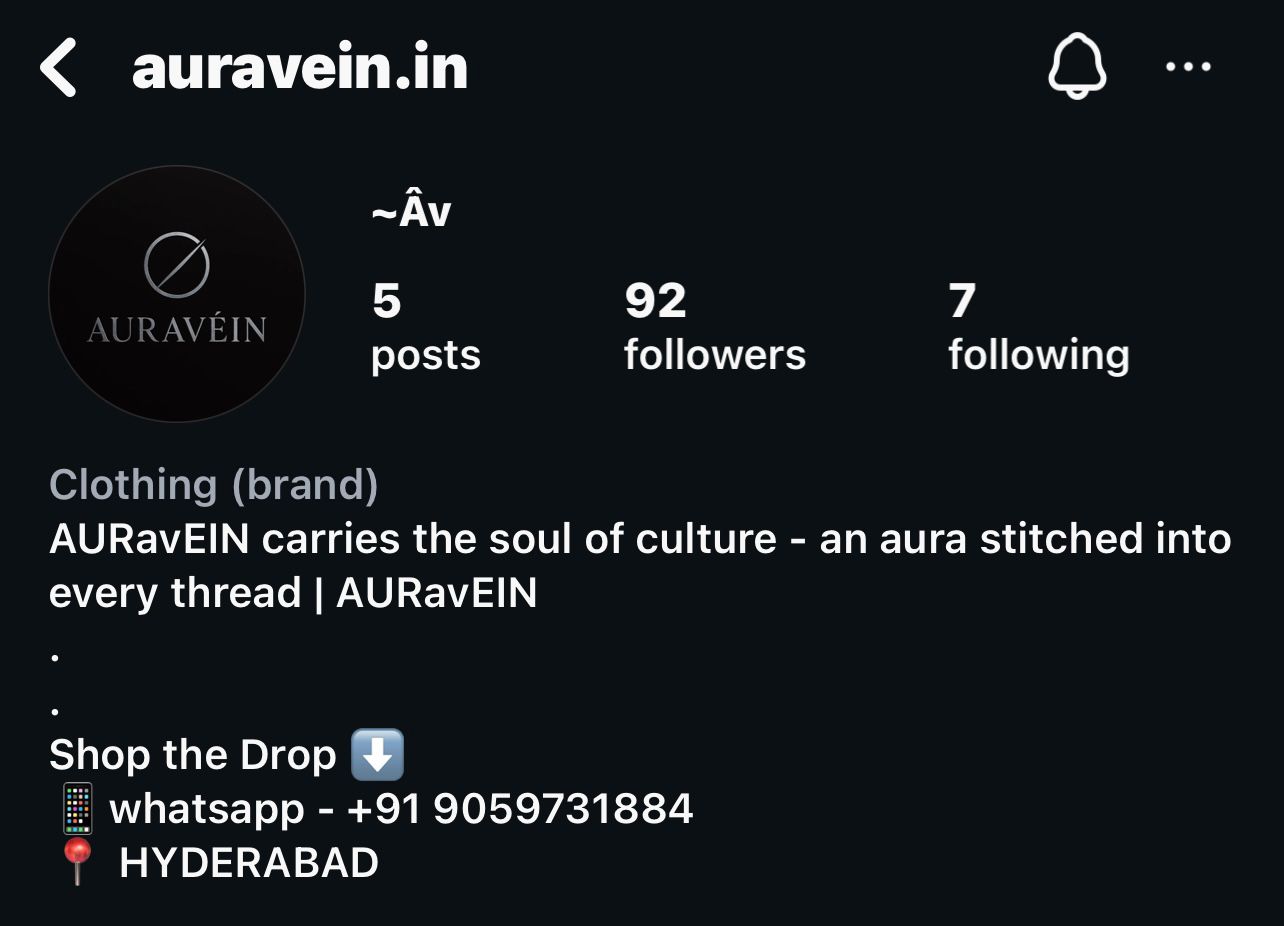 auravein.in
AURAVÉIN
~Âv
5 posts
92 followers
7 following
Clothing (brand)
AURavEIN carries the soul of culture - an aura stitched into
every thread | AURavEIN
.
.
Shop the Drop ⬇️
📱 whatsapp - +91 9059731884
📍 HYDERABAD